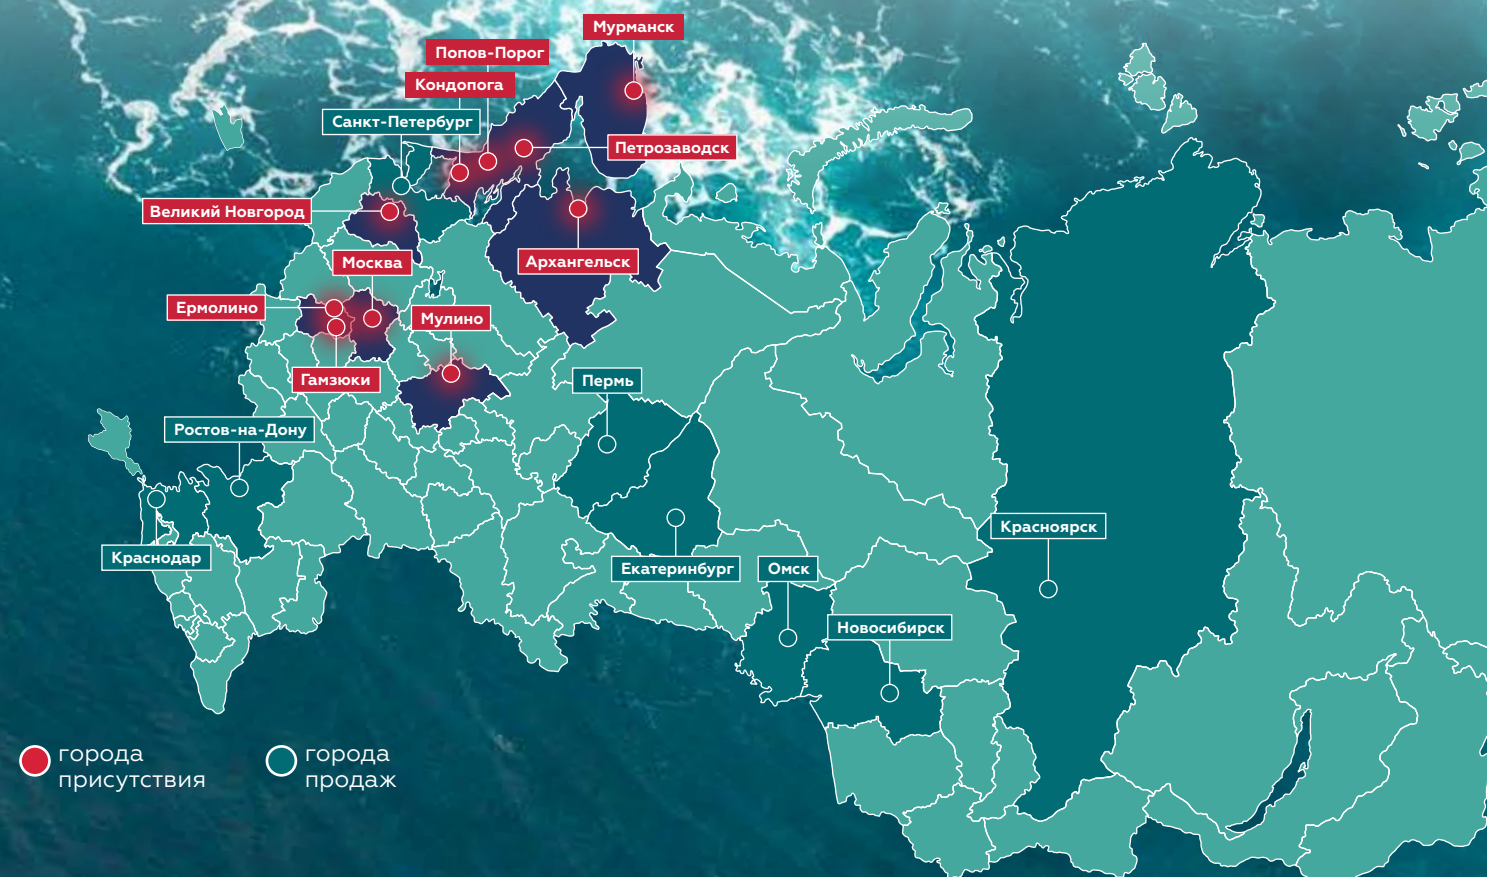 Мурманск
Попов-Порог
Кондопога
Санкт-Петербург
Петрозаводск
Великий Новгород
Москва
Архангельск
Ермолино
Мулино
Гамзюки
Пермь
Ростов-на-Дону
Красноярск
Краснодар
Екатеринбург
Омск
Новосибирск
города
присутствия
города
продаж